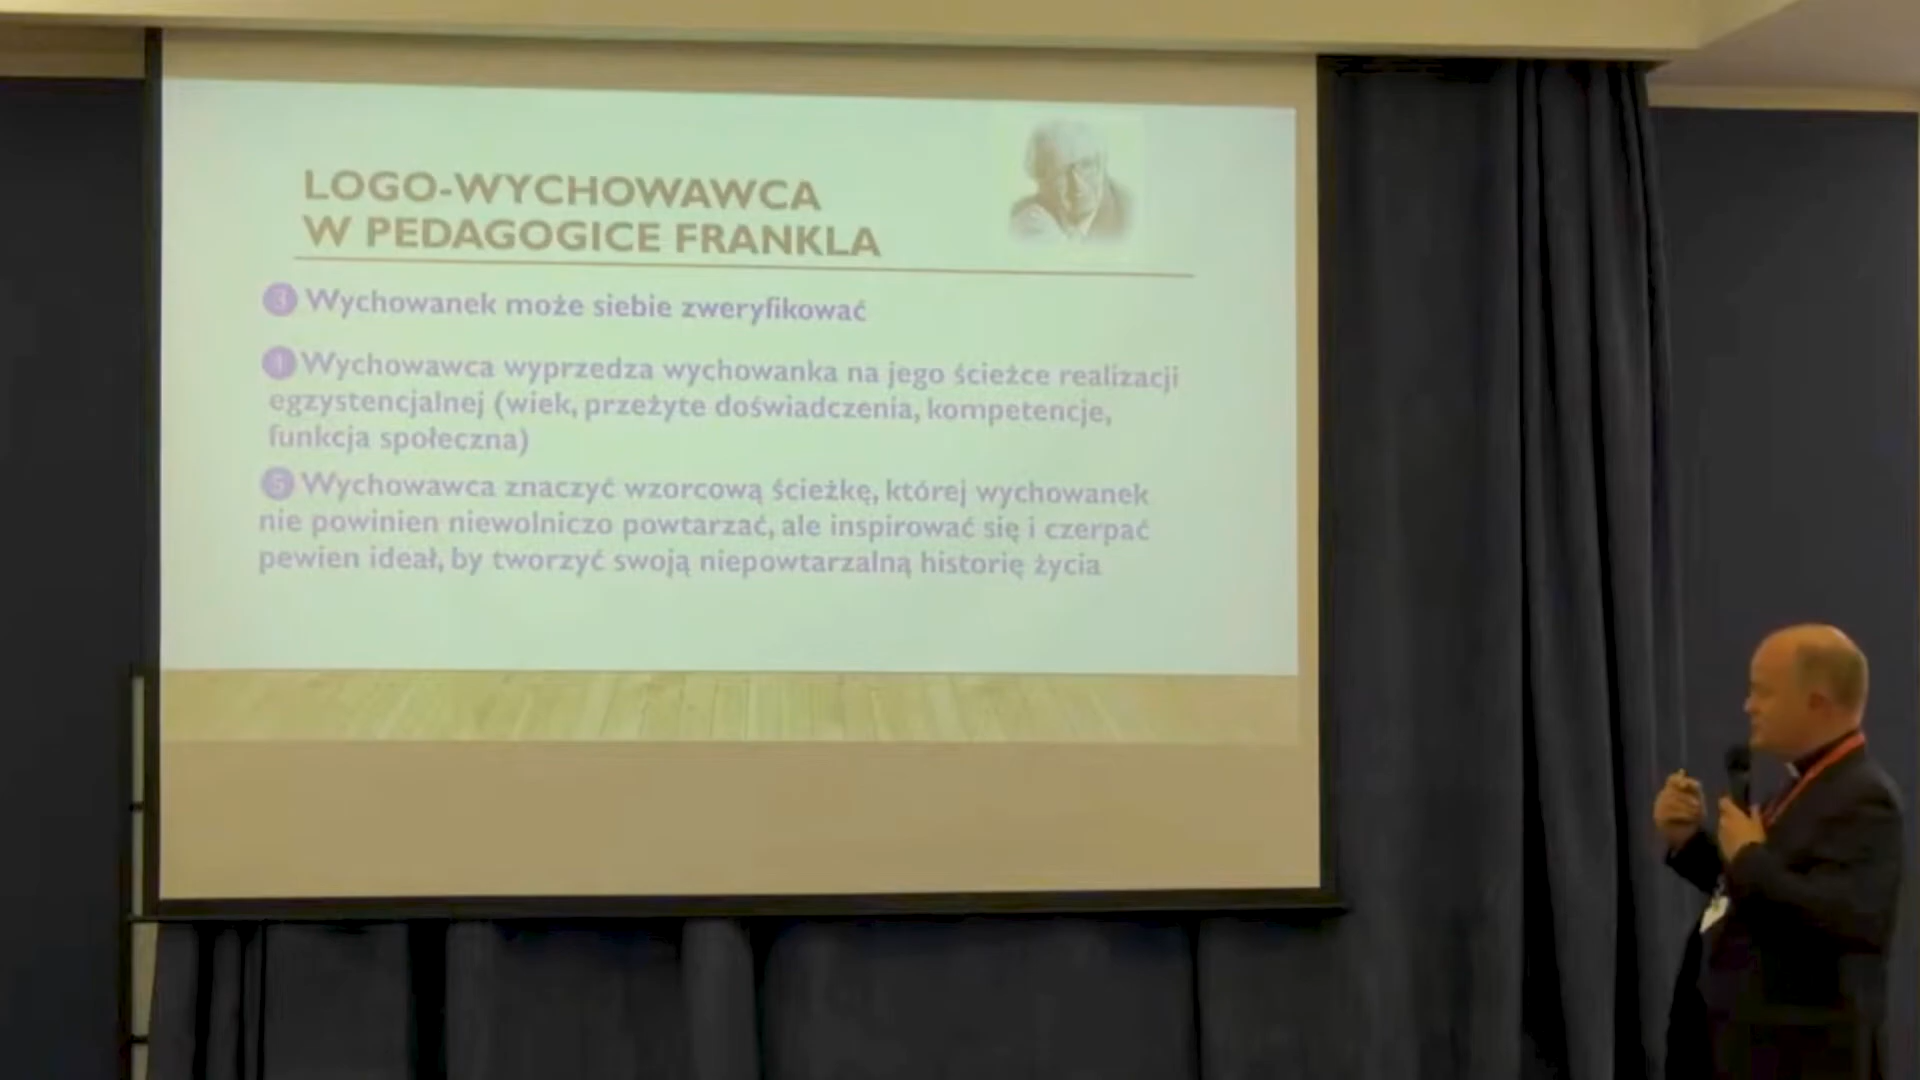 LOGO-WYCHOWAWCA
W PEDAGOGICE FRANKLA
3 Wychowanek może siebie zweryfikować
1 Wychowawca wyprzedza wychowanka na jego ścieżce realizacji
egzystencjalnej (wiek, przeżyte doświadczenia, kompetencje,
funkcja społeczna)
5 Wychowawca znaczyć wzorcową ścieżkę, której wychowanek
nie powinien niewolniczo powtarzać, ale inspirować się i czerpać
pewien ideał, by tworzyć swoją niepowtarzalną historię życia